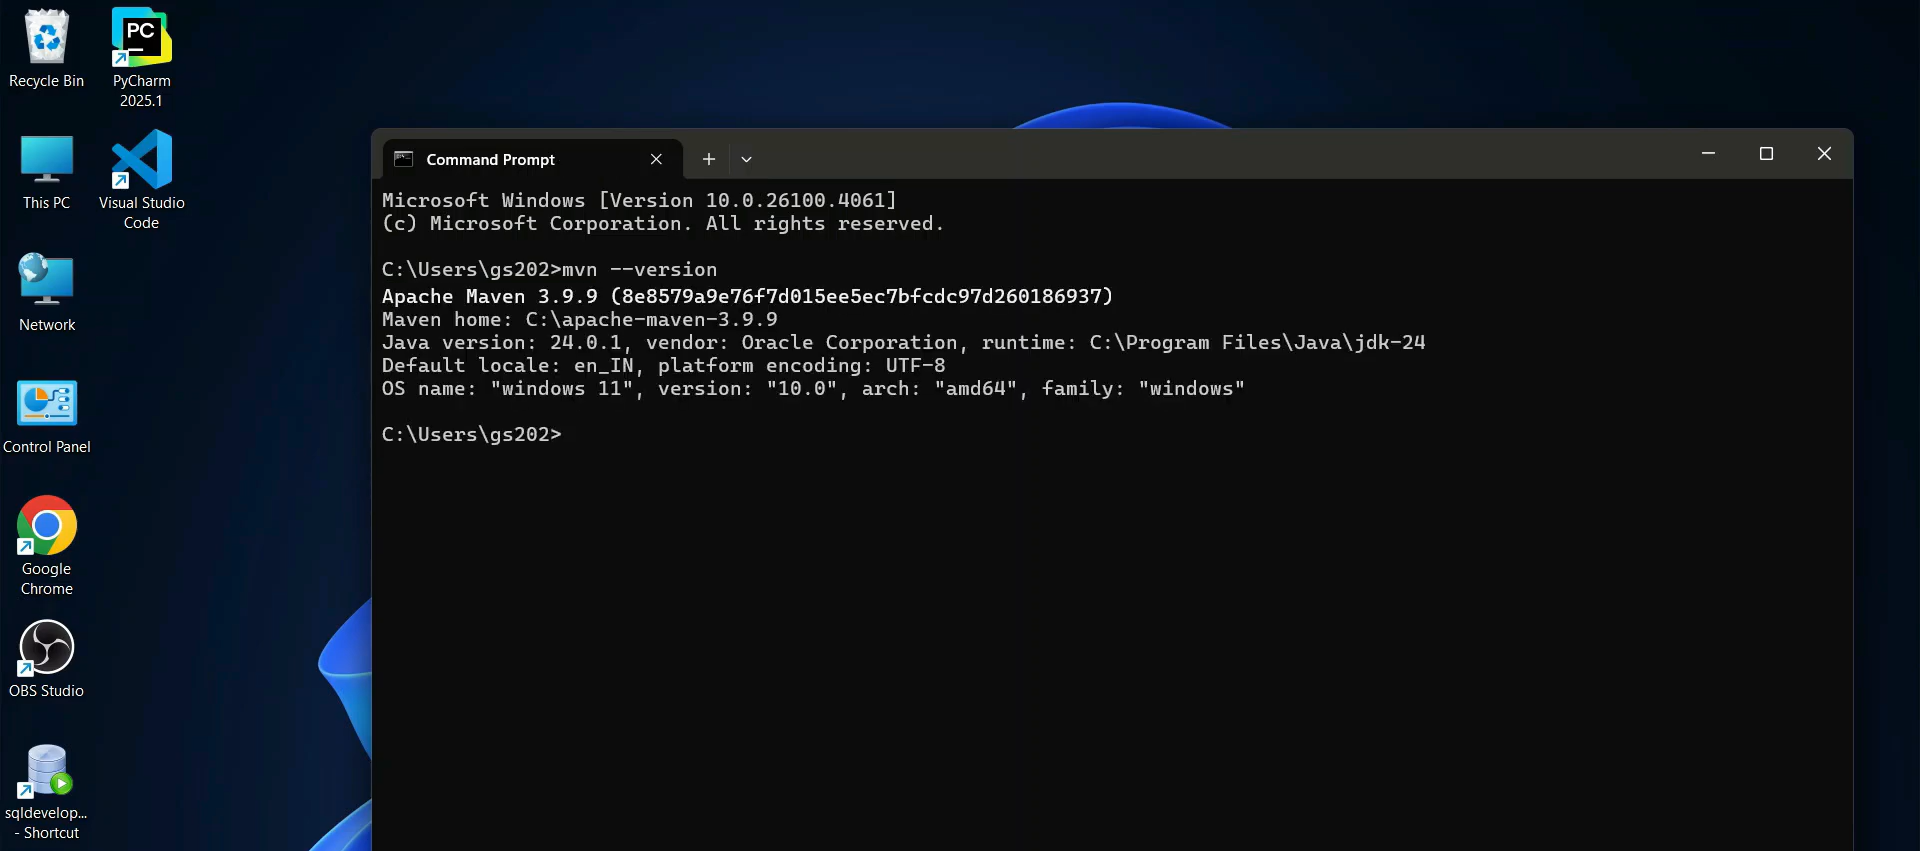 Recycle Bin
PC
PyCharm
2025.1
This PC
Visual Studio
Code
Network
Control Panel
Google
Chrome
OBS Studio
sqldevelop...
- Shortcut
Command Prompt
Microsoft Windows [Version 10.0.26100.4061]
(c) Microsoft Corporation. All rights reserved.
C:\Users\gs202>mvn --version
Apache Maven 3.9.9 (8e8579a9e76f7d015ee5ec7bfcdc97d260186937)
Maven home: C:\apache-maven-3.9.9
Java version: 24.0.1, vendor: Oracle Corporation, runtime: C:\Program Files\Java\jdk-24
Default locale: en_IN, platform encoding: UTF-8
OS name: "windows 11", version: "10.0", arch: "amd64", family: "windows"
C:\Users\gs202>